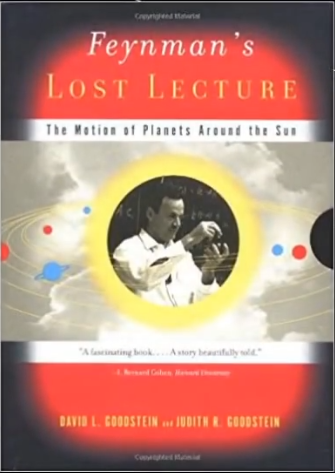 Feynman's
LOST LECTURE
The Motion of Planets Around the Sun
"A fascinating book. . . . A story beautifully told."
–I. Bernard Cohen, Harvard University
DAVID L. GOODSTEIN AND JUDITH R. GOODSTEIN